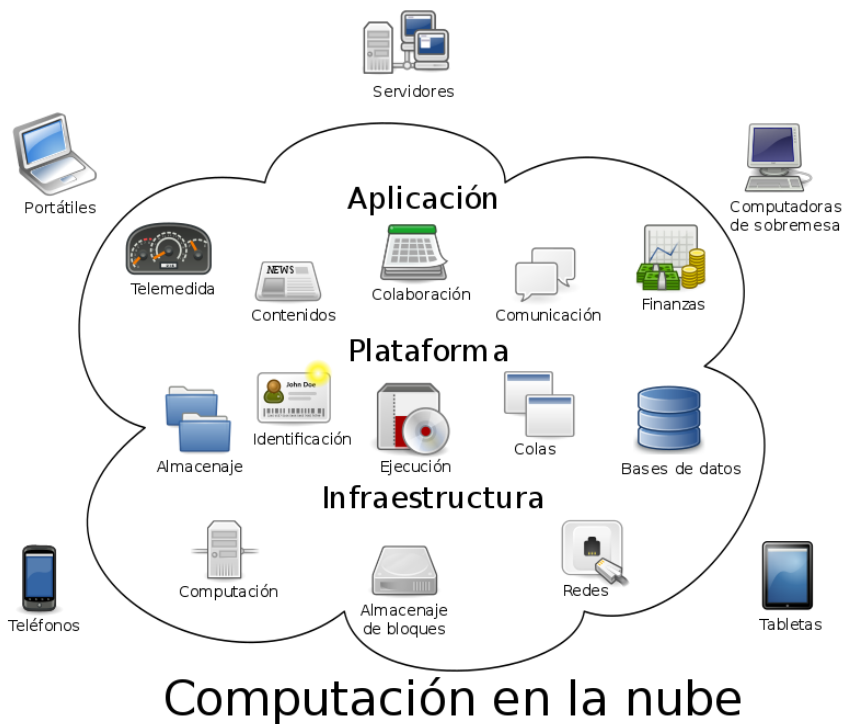 Servidores
Portátiles
Computadoras
de sobremesa
Aplicación
Telemedida
NEWS
Contenidos
Colaboración
Comunicación
Finanzas
Plataforma
Almacenaje
John Doe
Identificación
Ejecución
Colas
Bases de datos
Infraestructura
Computación
Almacenaje
de bloques
Redes
Teléfonos
Tabletas
Computación en la nube